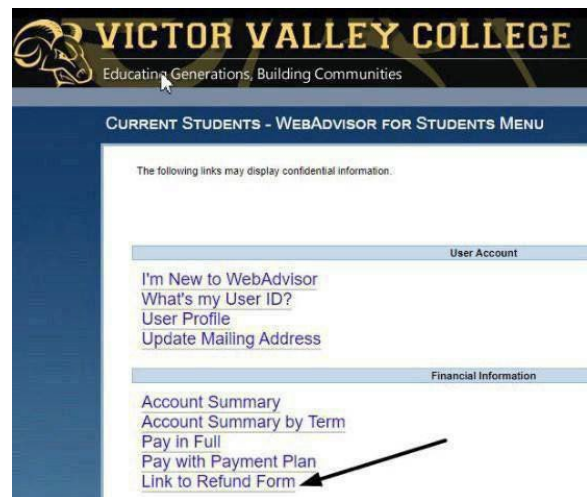 VICTOR VALLEY COLLEGE
Educating Generations, Building Communities
CURRENT STUDENTS - WEBADVISOR FOR STUDENTS MENU
The following links may display confidential information.
User Account
I'm New to WebAdvisor
What's my User ID?
User Profile
Update Mailing Address
Financial Information
Account Summary
Account Summary by Term
Pay in Full
Pay with Payment Plan
Link to Refund Form